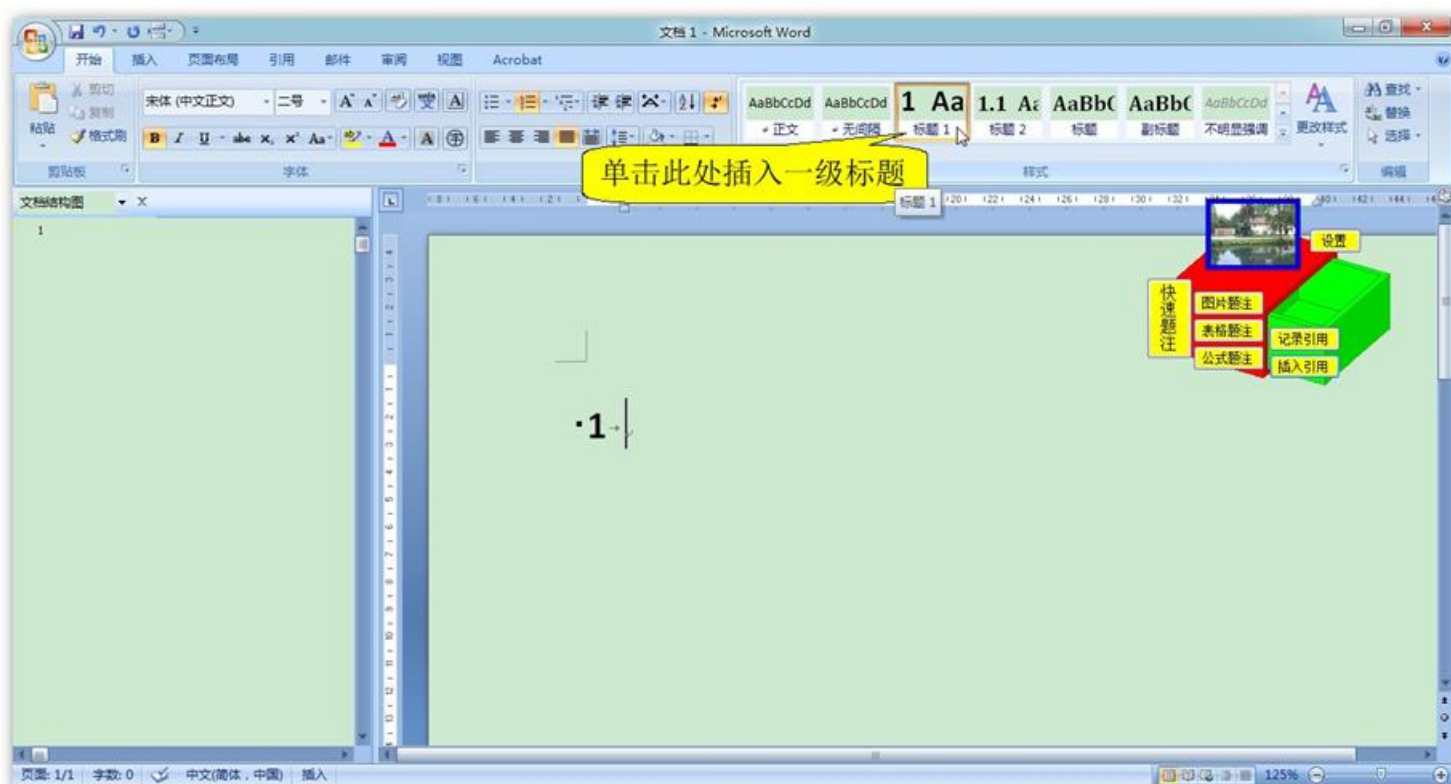 文档 1 - Microsoft Word
开始 插入 页面布局 引用 邮件 审阅 视图 Acrobat
粘贴
剪切
复制
格式刷
剪贴板
宋体 (中文正文) 二号
B I U abe x₂ x² Aa
字体
AaBbCcDd AaBbCcDd 1 Aa 1.1 Aa AaBbC AaBbC AaBbCcDd
正文 无间隔 标题 1 标题 2 标题 副标题 不明显强调
更改样式
样式
查找
替换
选择
编辑
单击此处插入一级标题
标题 1
文档结构图
1
设置
快速题注
图片题注
表格题注
公式题注
记录引用
插入引用
1
页面: 1/1 字数: 0 中文(简体，中国) 插入
125%